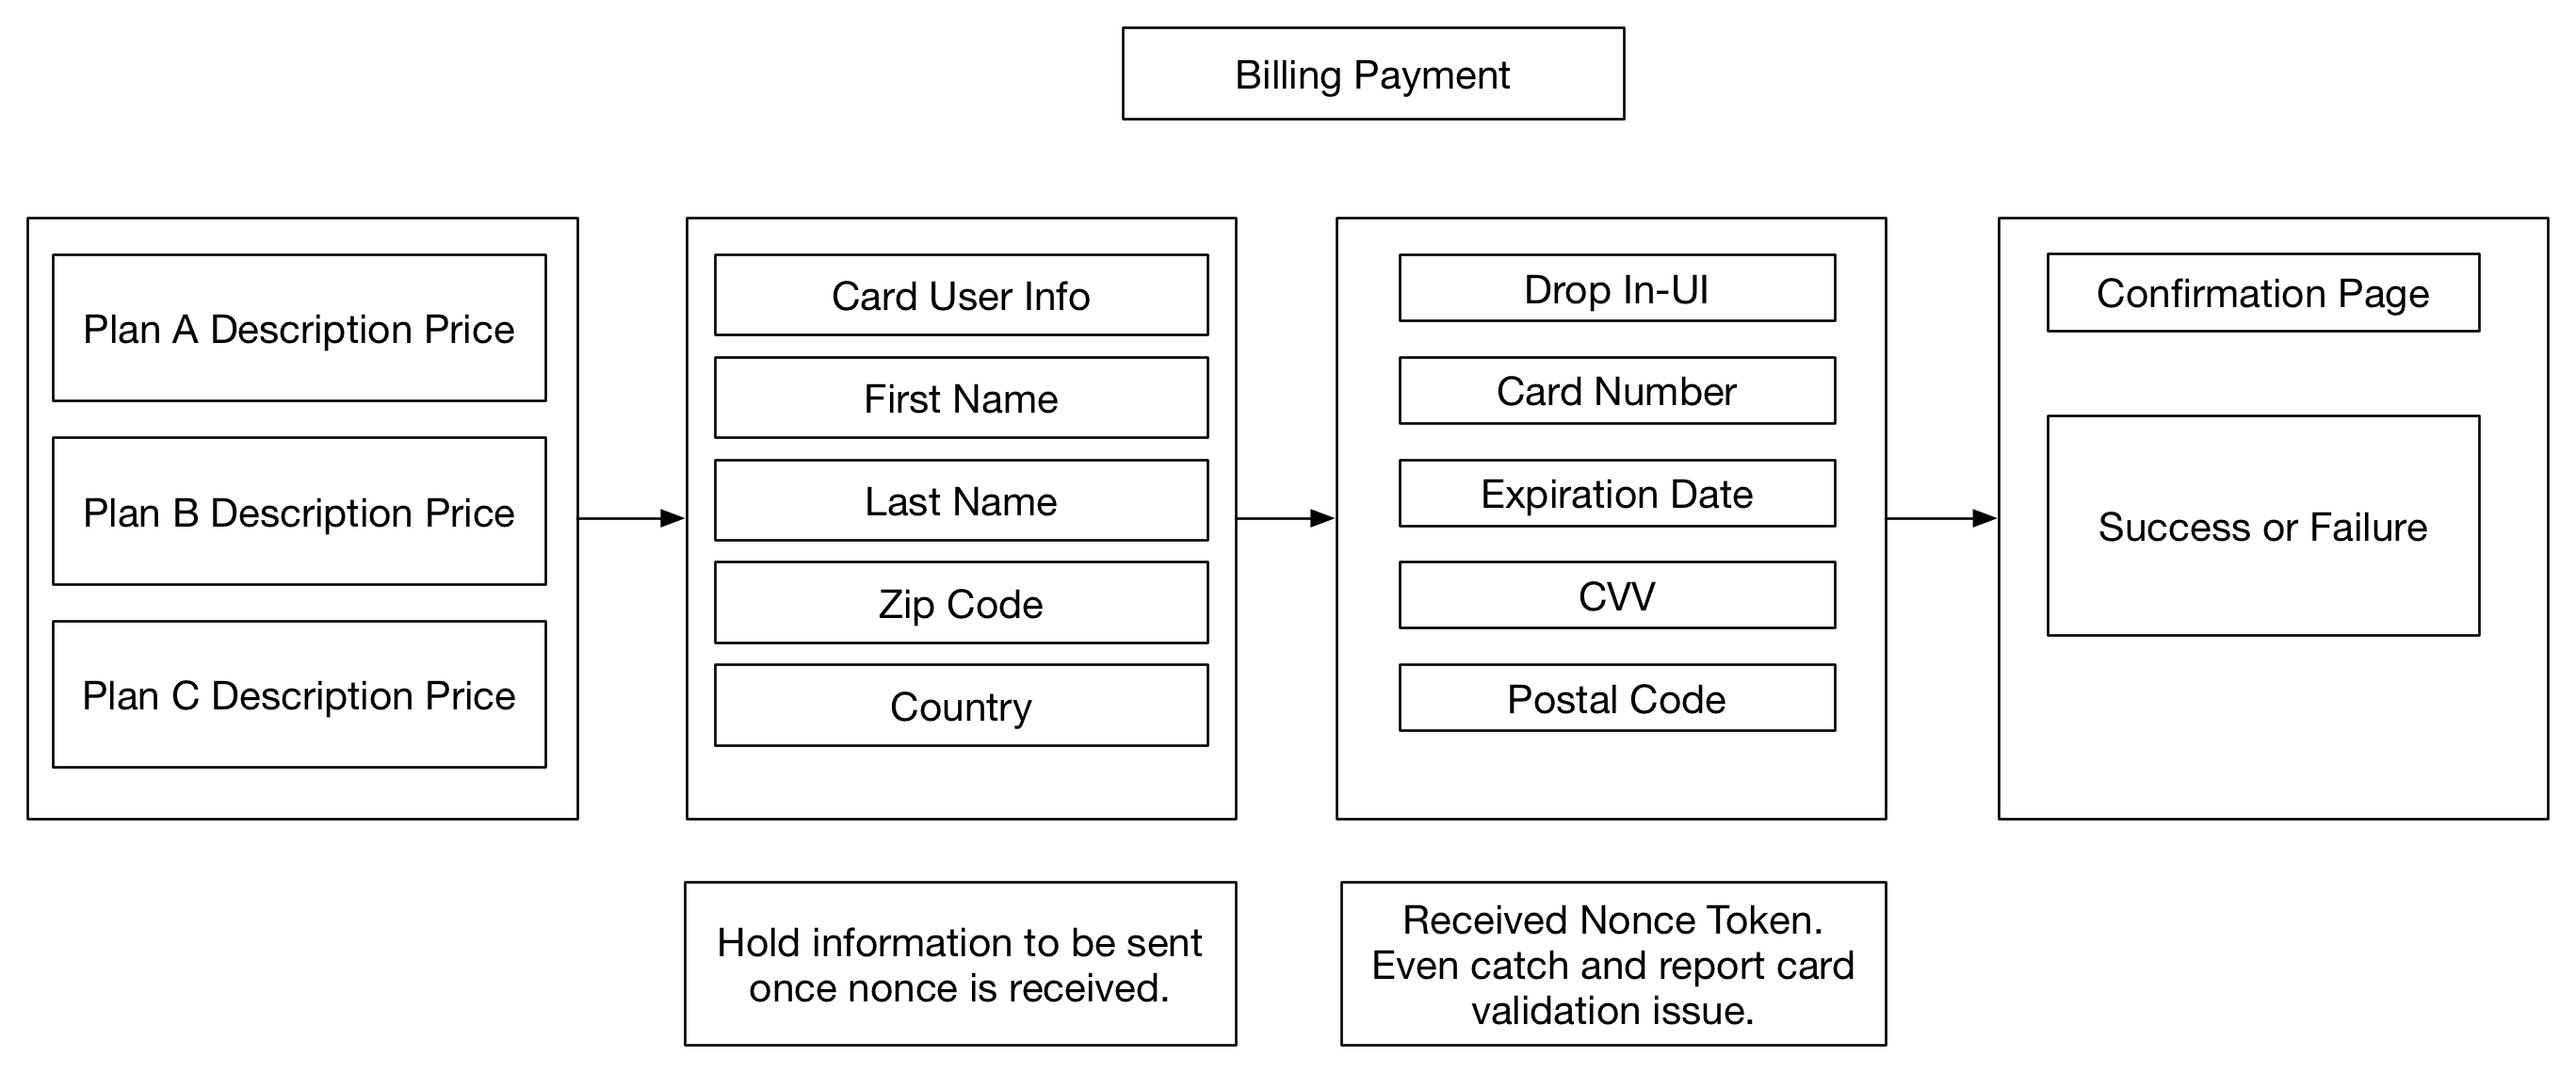 Billing Payment
Plan A Description Price
Plan B Description Price
Plan C Description Price
Card User Info
First Name
Last Name
Zip Code
Country
Hold information to be sent
once nonce is received.
Drop In-UI
Card Number
Expiration Date
CVV
Postal Code
Received Nonce Token.
Even catch and report card
validation issue.
Confirmation Page
Success or Failure